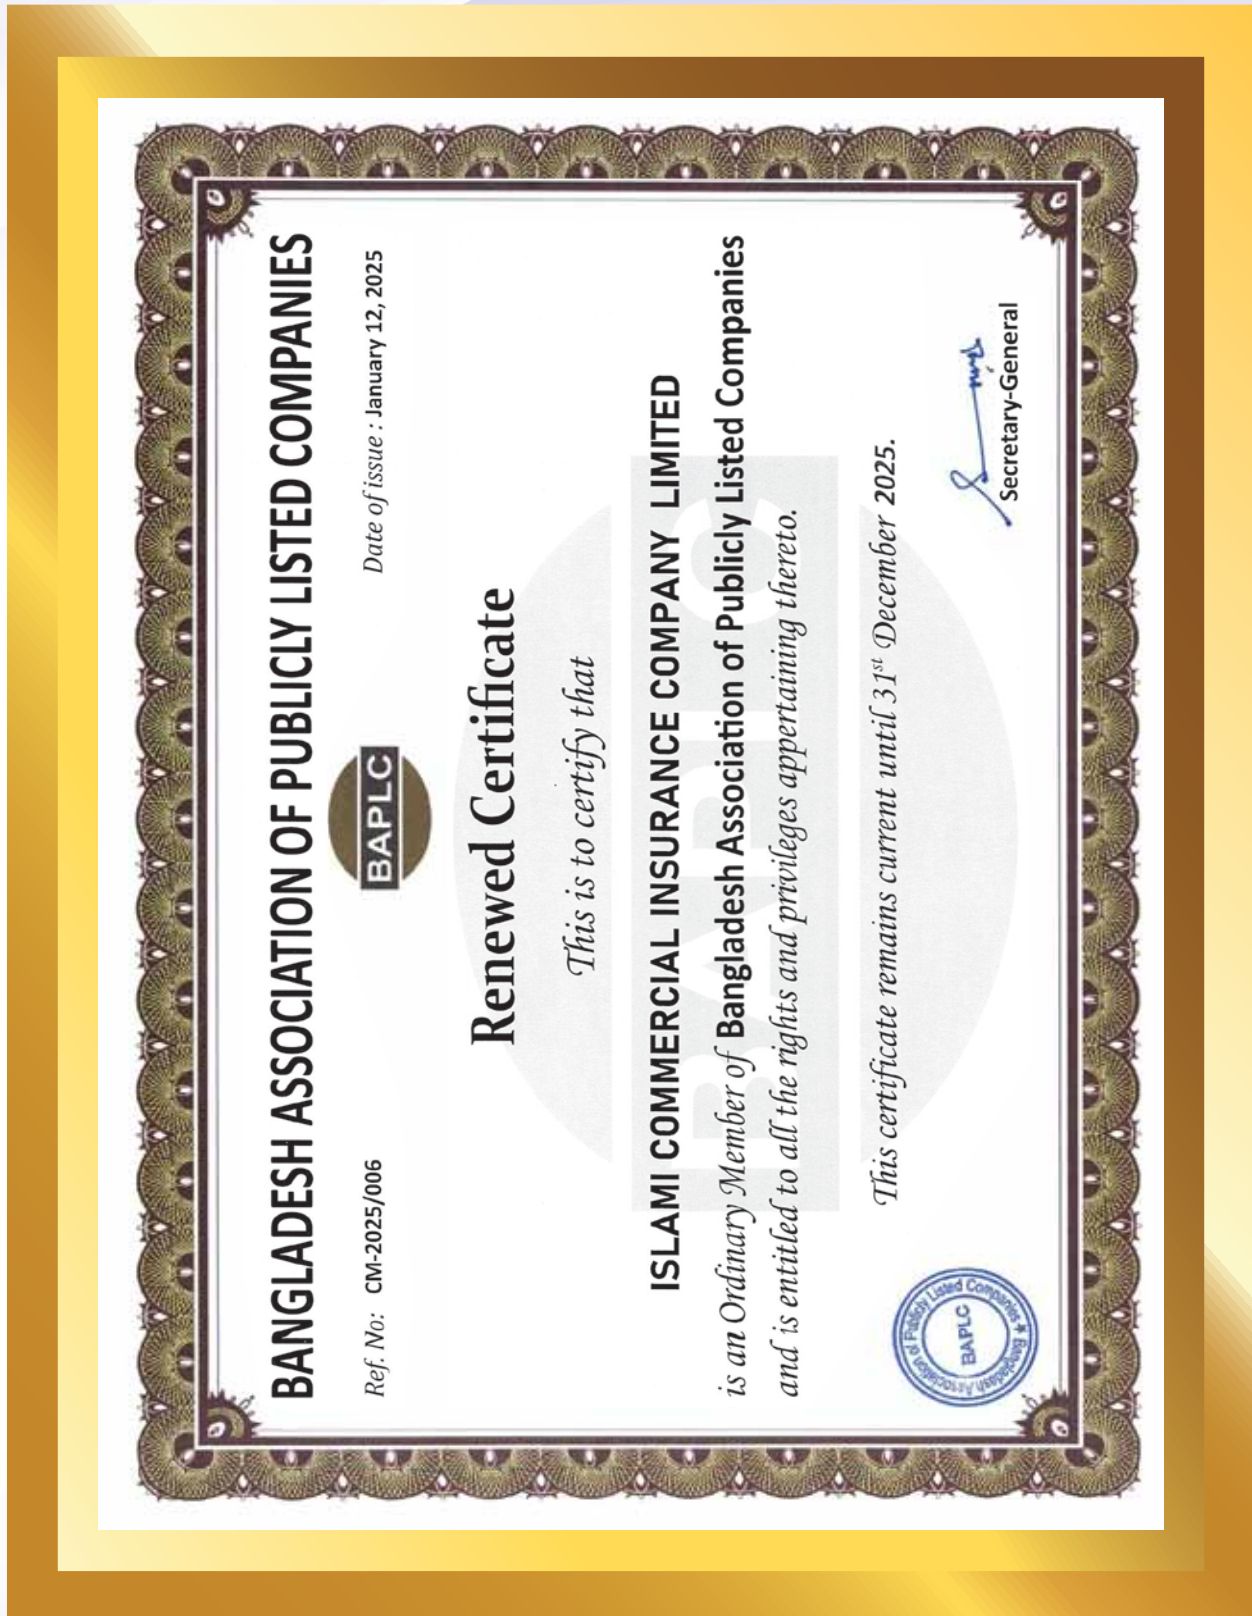 BANGLADESH ASSOCIATION OF PUBLICLY LISTED COMPANIES
Ref. No: CM-2025/006
BAPLC
Date of issue : January 12, 2025
Renewed Certificate
This is to certify that
ISLAMI COMMERCIAL INSURANCE COMPANY LIMITED
is an Ordinary Member of Bangladesh Association of Publicly Listed Companies
and is entitled to all the rights and privileges appertaining thereto.
BAPLC
This certificate remains current until 31st December 2025.
Bangladesh Association of Publicly Listed Companies
BAPLC
Secretary-General